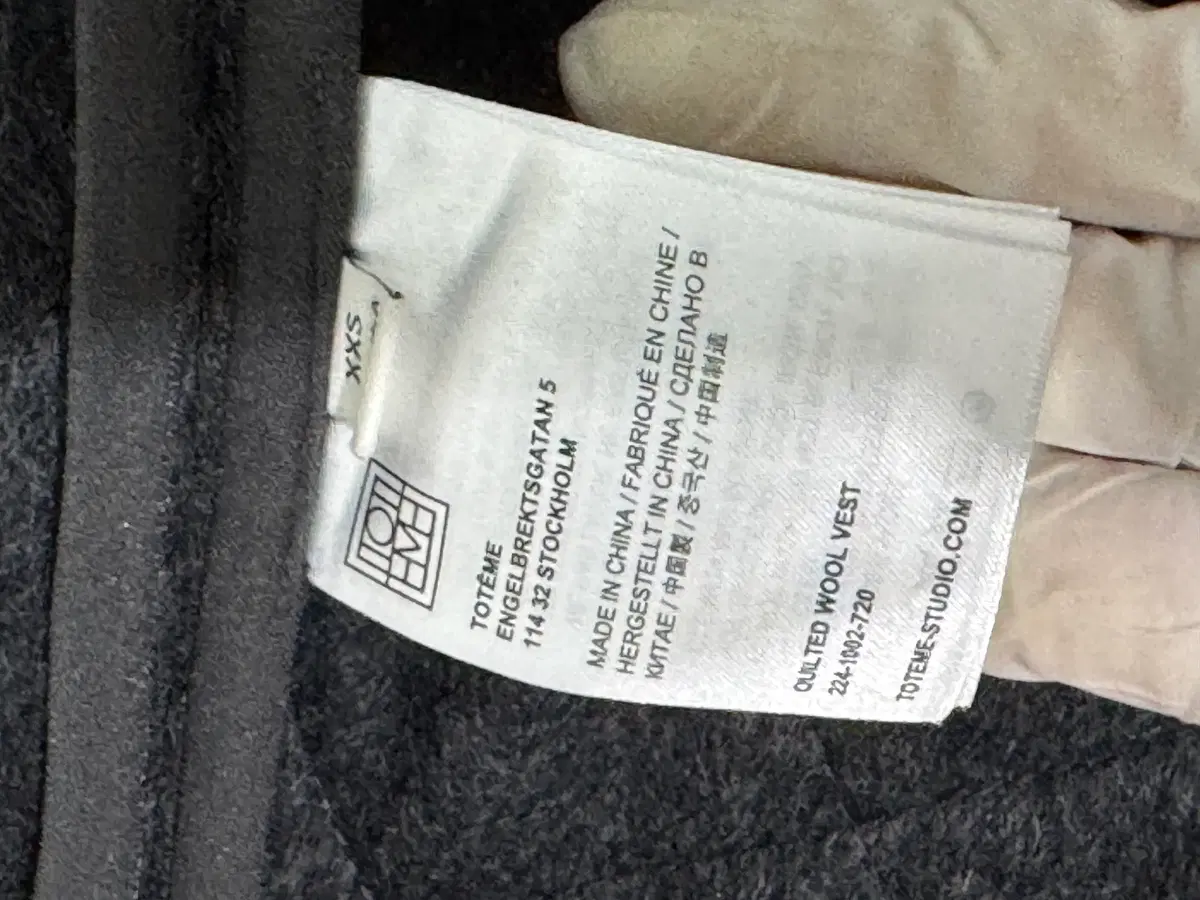 XXS
TOTÊME
ENGELBREKTSGATAN 5
114 32 STOCKHOLM
MADE IN CHINA / FABRIQUÉ EN CHINE /
HERGESTELLT IN CHINA / СДЕЛАНО В
КИТАЕ / 中国製 / 중국산 / 中国制造
QUILTED WOOL VEST
224-1002-720
TOTEME-STUDIO.COM